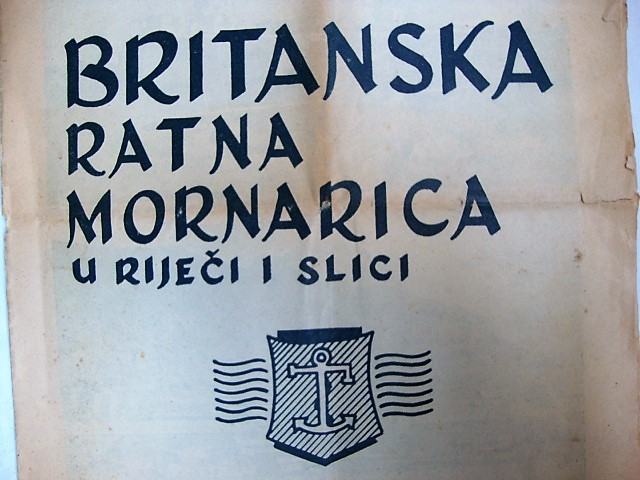 BRITANSKA
RATNA
MORNARICA
U RIJEČI I SLICI